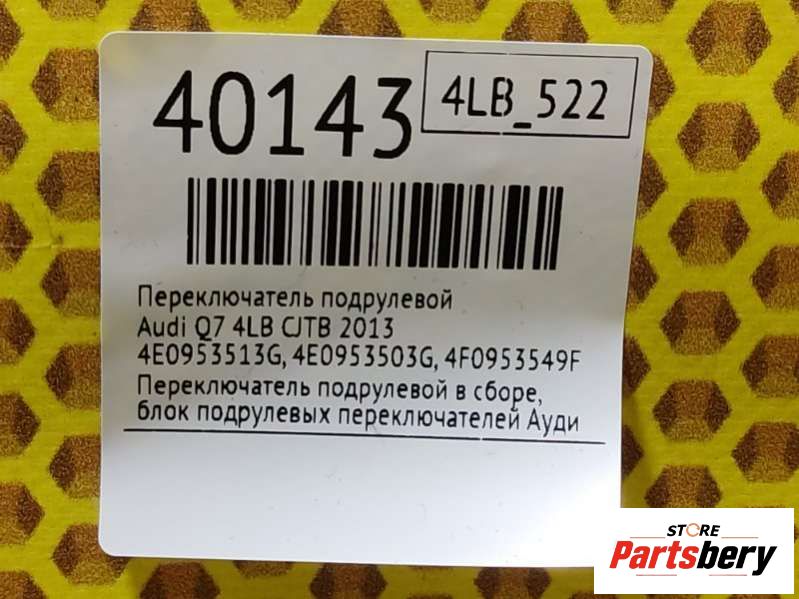 40143
4LB_522
Переключатель подрулевой
Audi Q7 4LB CJTB 2013
4E0953513G, 4E0953503G, 4F0953549F
Переключатель подрулевой в сборе,
блок подрулевых переключателей Ауди
STORE
Partsbery